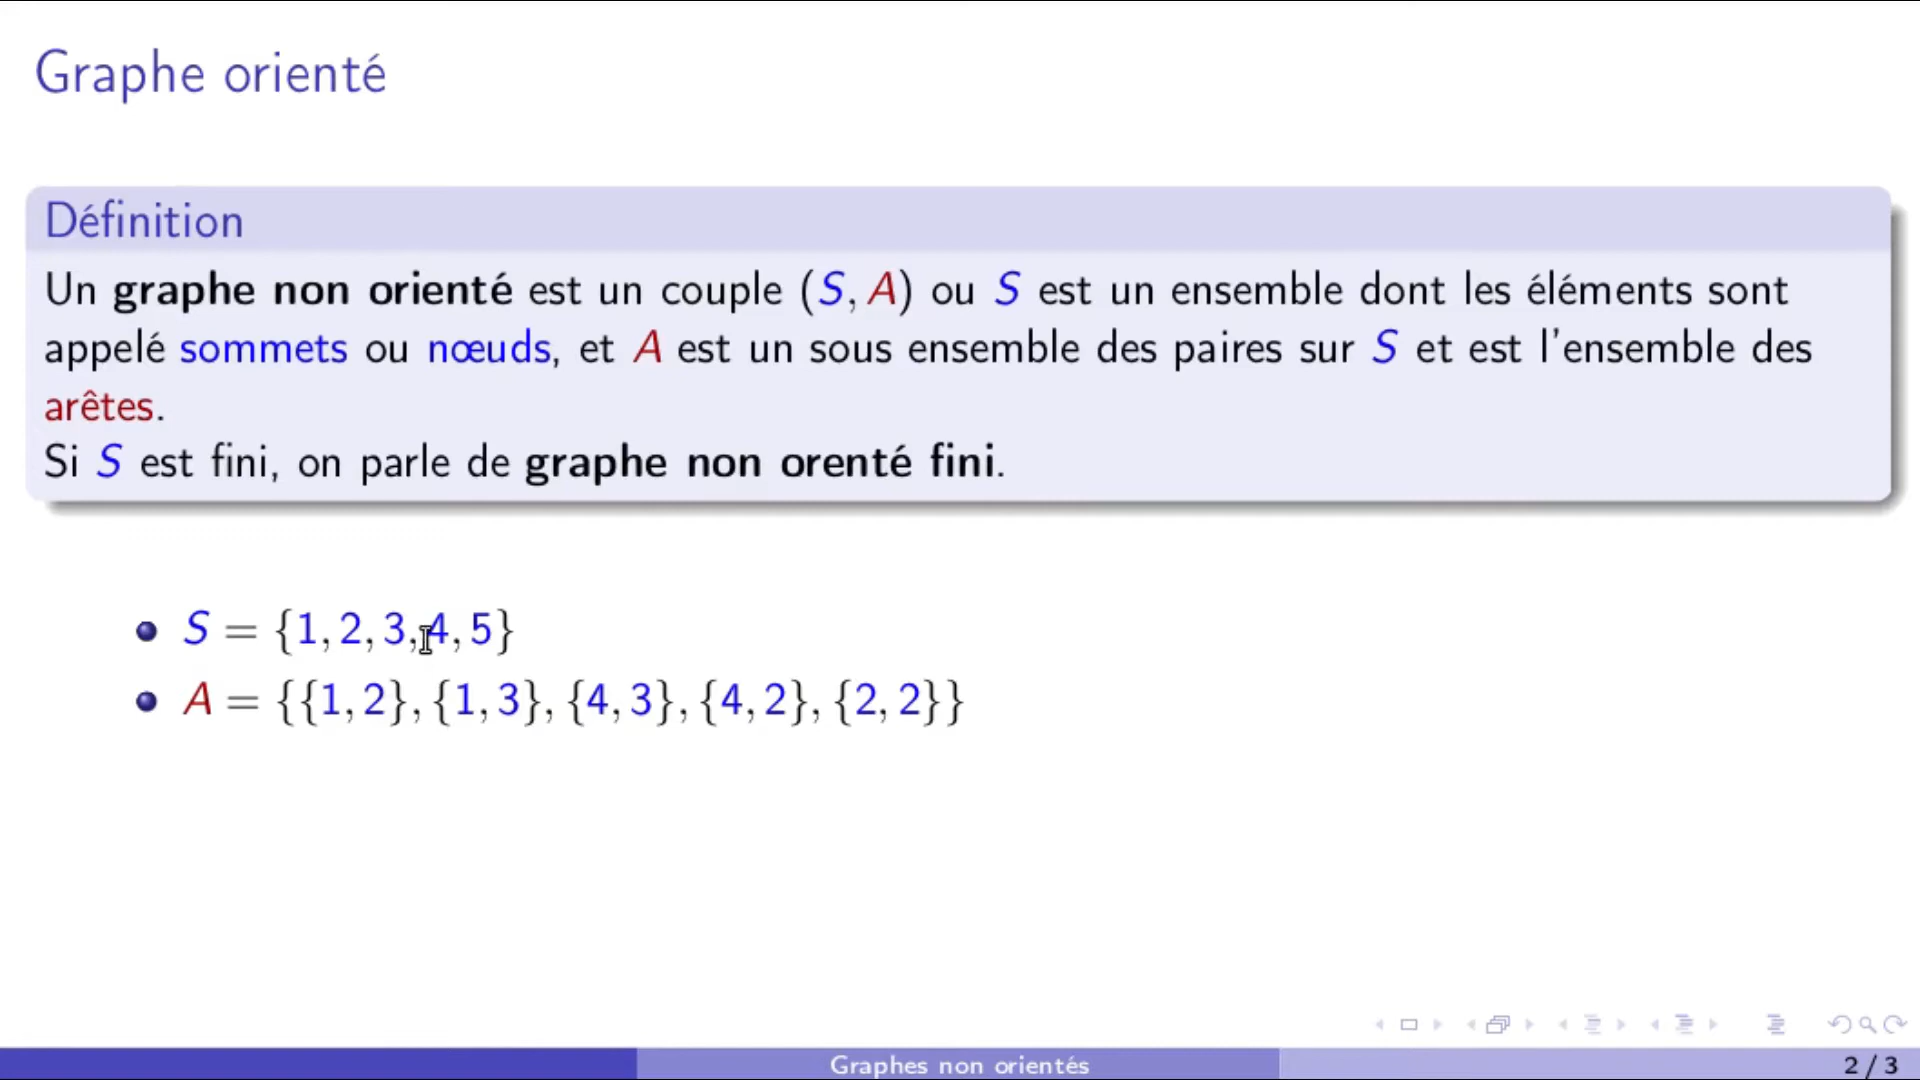 Graphe orienté
Définition
Un graphe non orienté est un couple (S, A) ou S est un ensemble dont les éléments sont
appelé sommets ou nœuds, et A est un sous ensemble des paires sur S et est l'ensemble des
arêtes.
Si S est fini, on parle de graphe non orenté fini.
S = {1, 2, 3, 4, 5}
A = {{1, 2}, {1, 3}, {4, 3}, {4, 2}, {2, 2}}
Graphes non orientés
2 / 3